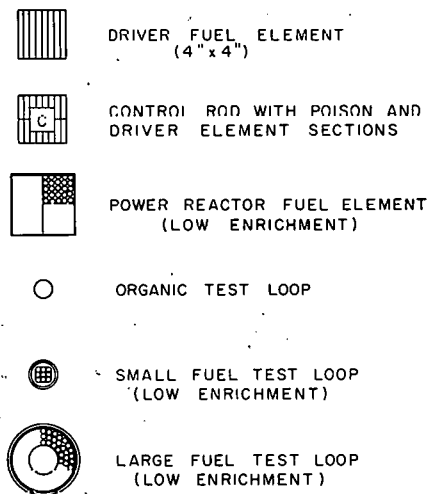 DRIVER FUEL ELEMENT
(4"x 4")
C
CONTROL ROD WITH POISON AND
DRIVER ELEMENT SECTIONS
POWER REACTOR FUEL ELEMENT
(LOW ENRICHMENT)
ORGANIC TEST LOOP
SMALL FUEL TEST LOOP
(LOW ENRICHMENT)
LARGE FUEL TEST LOOP
(LOW ENRICHMENT)